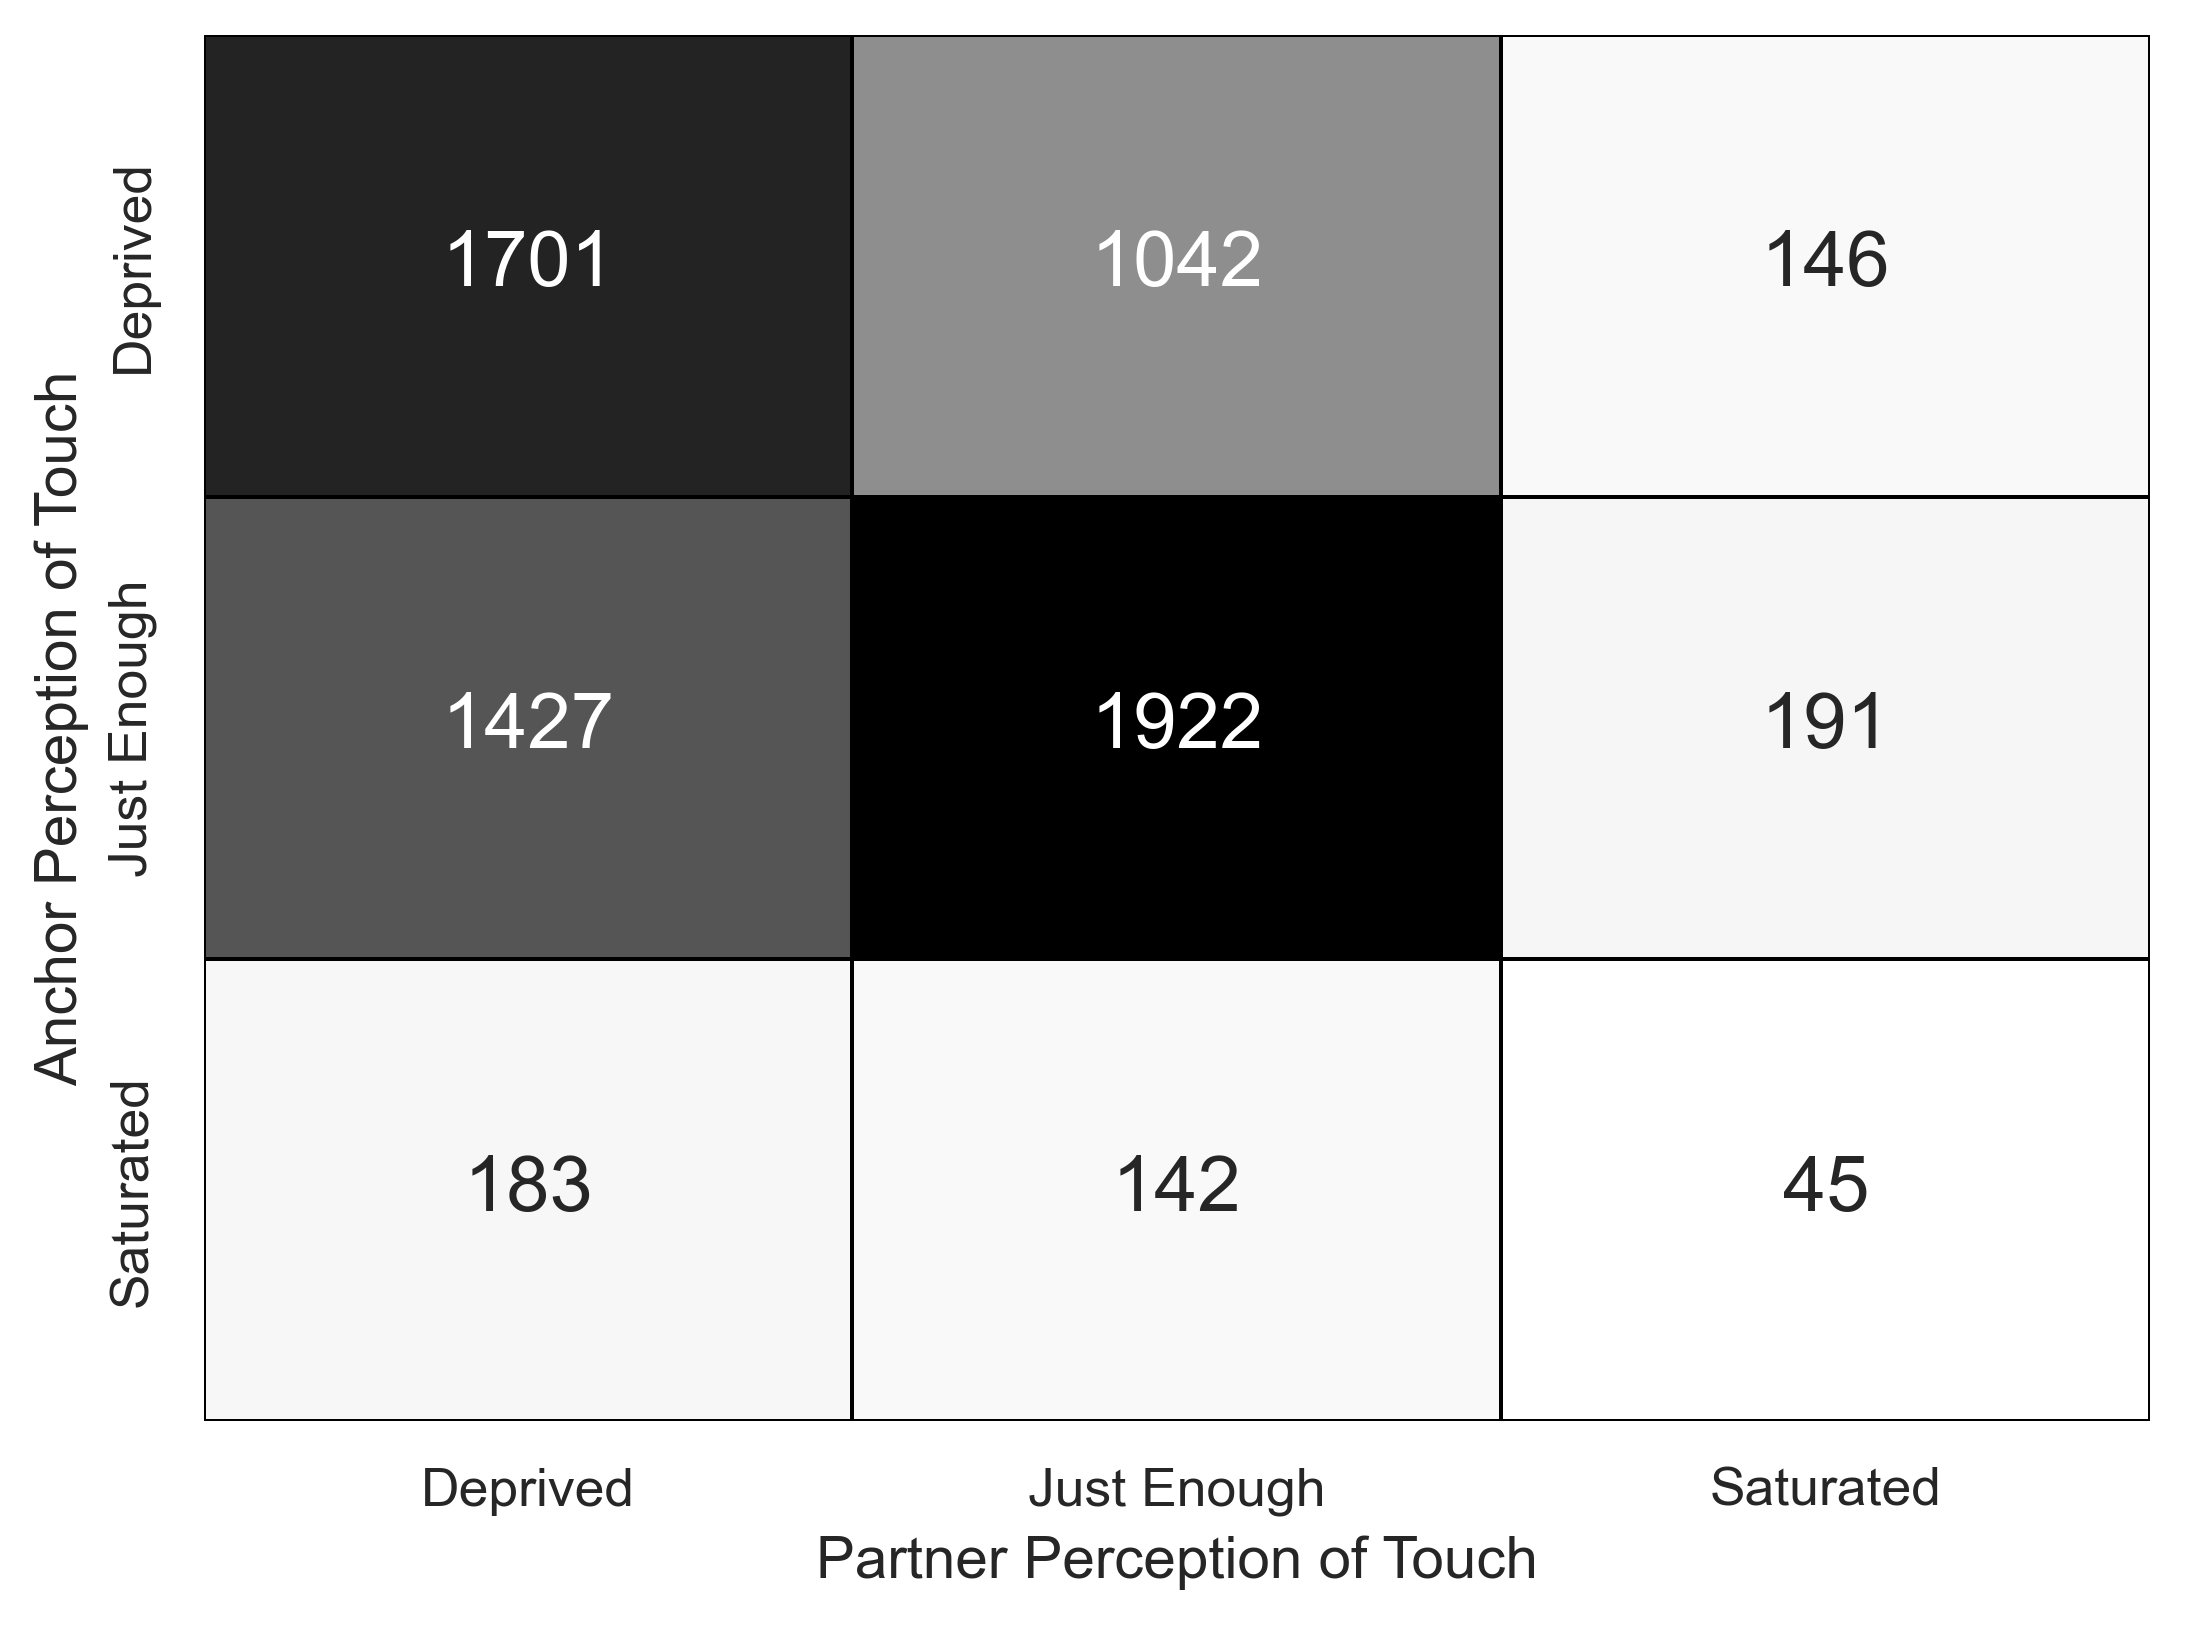 Anchor Perception of Touch
Deprived
1701 1042 146
Just Enough
1427 1922 191
Saturated
183 142 45
Deprived Just Enough Saturated
Partner Perception of Touch